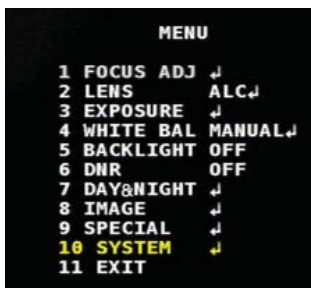 MENU
1 FOCUS ADJ ↲
2 LENS ALC↲
3 EXPOSURE ↲
4 WHITE BAL MANUAL↲
5 BACKLIGHT OFF
6 DNR OFF
7 DAY&NIGHT ↲
8 IMAGE ↲
9 SPECIAL ↲
10 SYSTEM ↲
11 EXIT